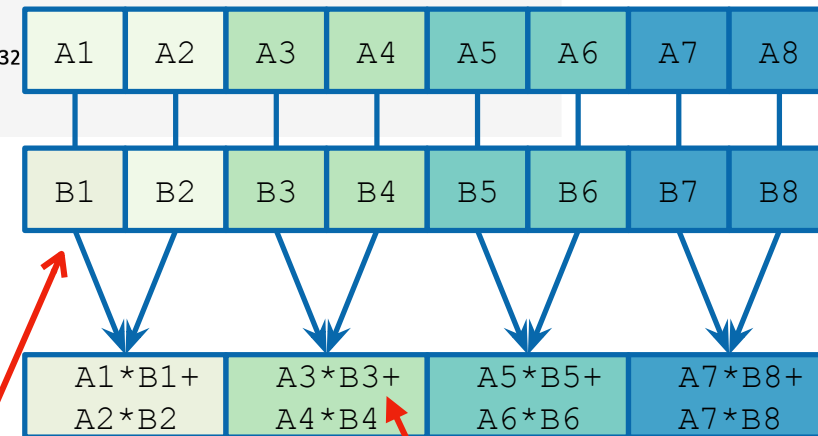 32 A1 A2 A3 A4 A5 A6 A7 A8
B1 B2 B3 B4 B5 B6 B7 B8
A1*B1+ A3*B3+ A5*B5+ A7*B8+
A2*B2 A4*B4 A6*B6 A7*B8